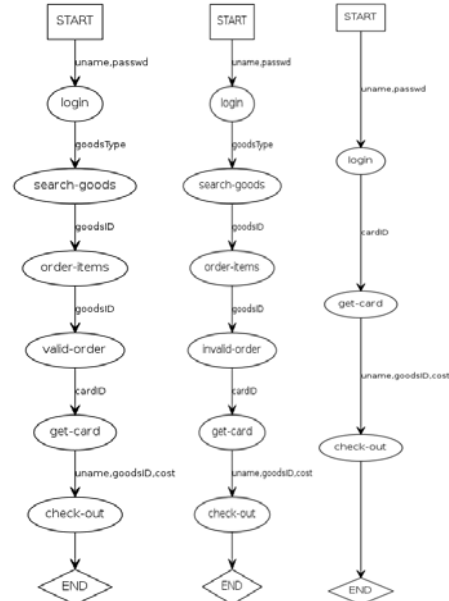 START
uname,passwd
login
goodsType
search-goods
goodsID
order-items
goodsID
valid-order
cardID
get-card
uname,goodsID,cost
check-out
END
START
uname,passwd
login
goodsType
search-goods
goodsID
order-items
goodsID
invalid-order
get-card
uname,goodsID,cost
check-out
END
START
uname,passwd
login
cardID
get-card
uname,goodsID,cost
check-out
END